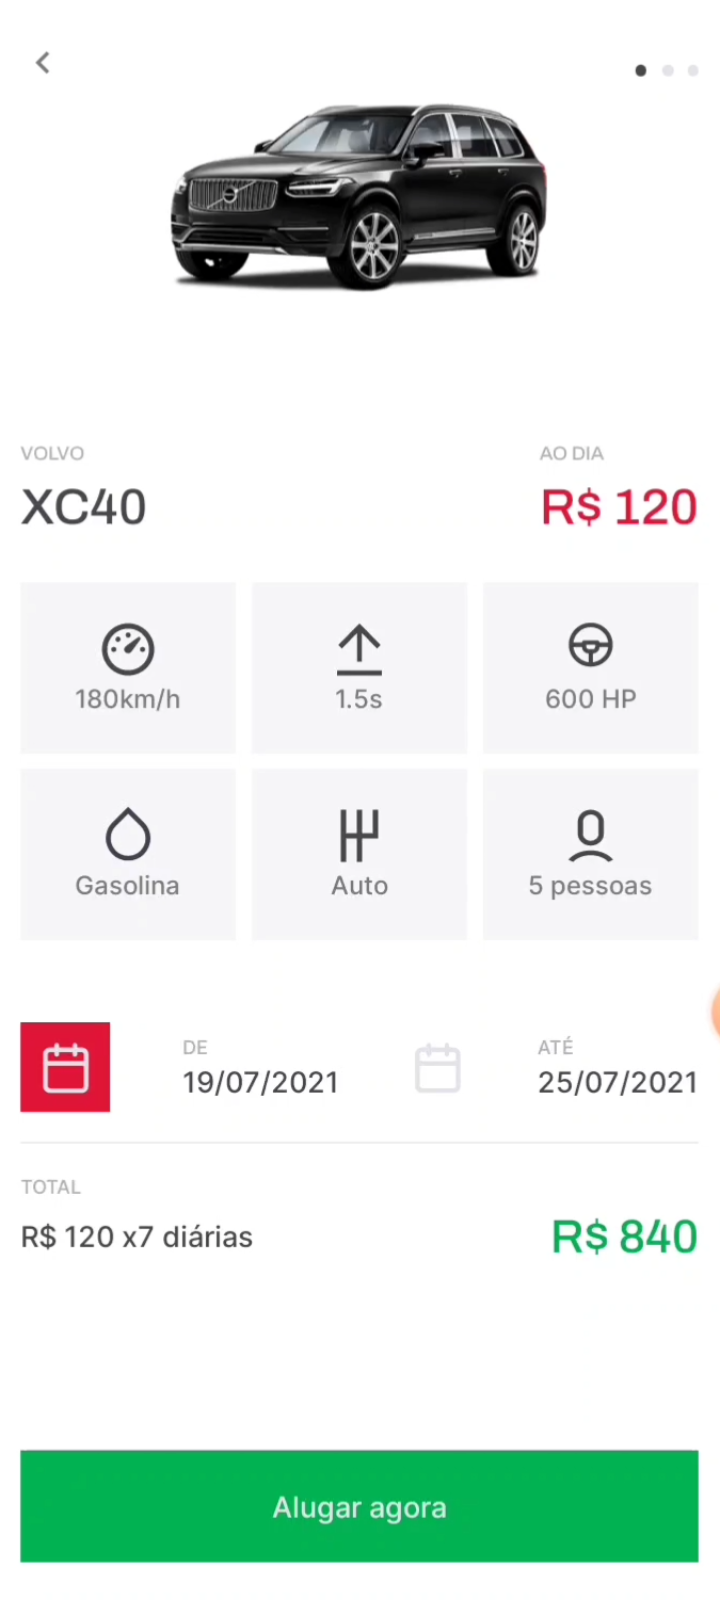 VOLVO
AO DIA
XC40
R$ 120
180km/h
1.5s
600 HP
Gasolina
Auto
5 pessoas
DE
19/07/2021
ATÉ
25/07/2021
TOTAL
R$ 120 x7 diárias
R$ 840
Alugar agora